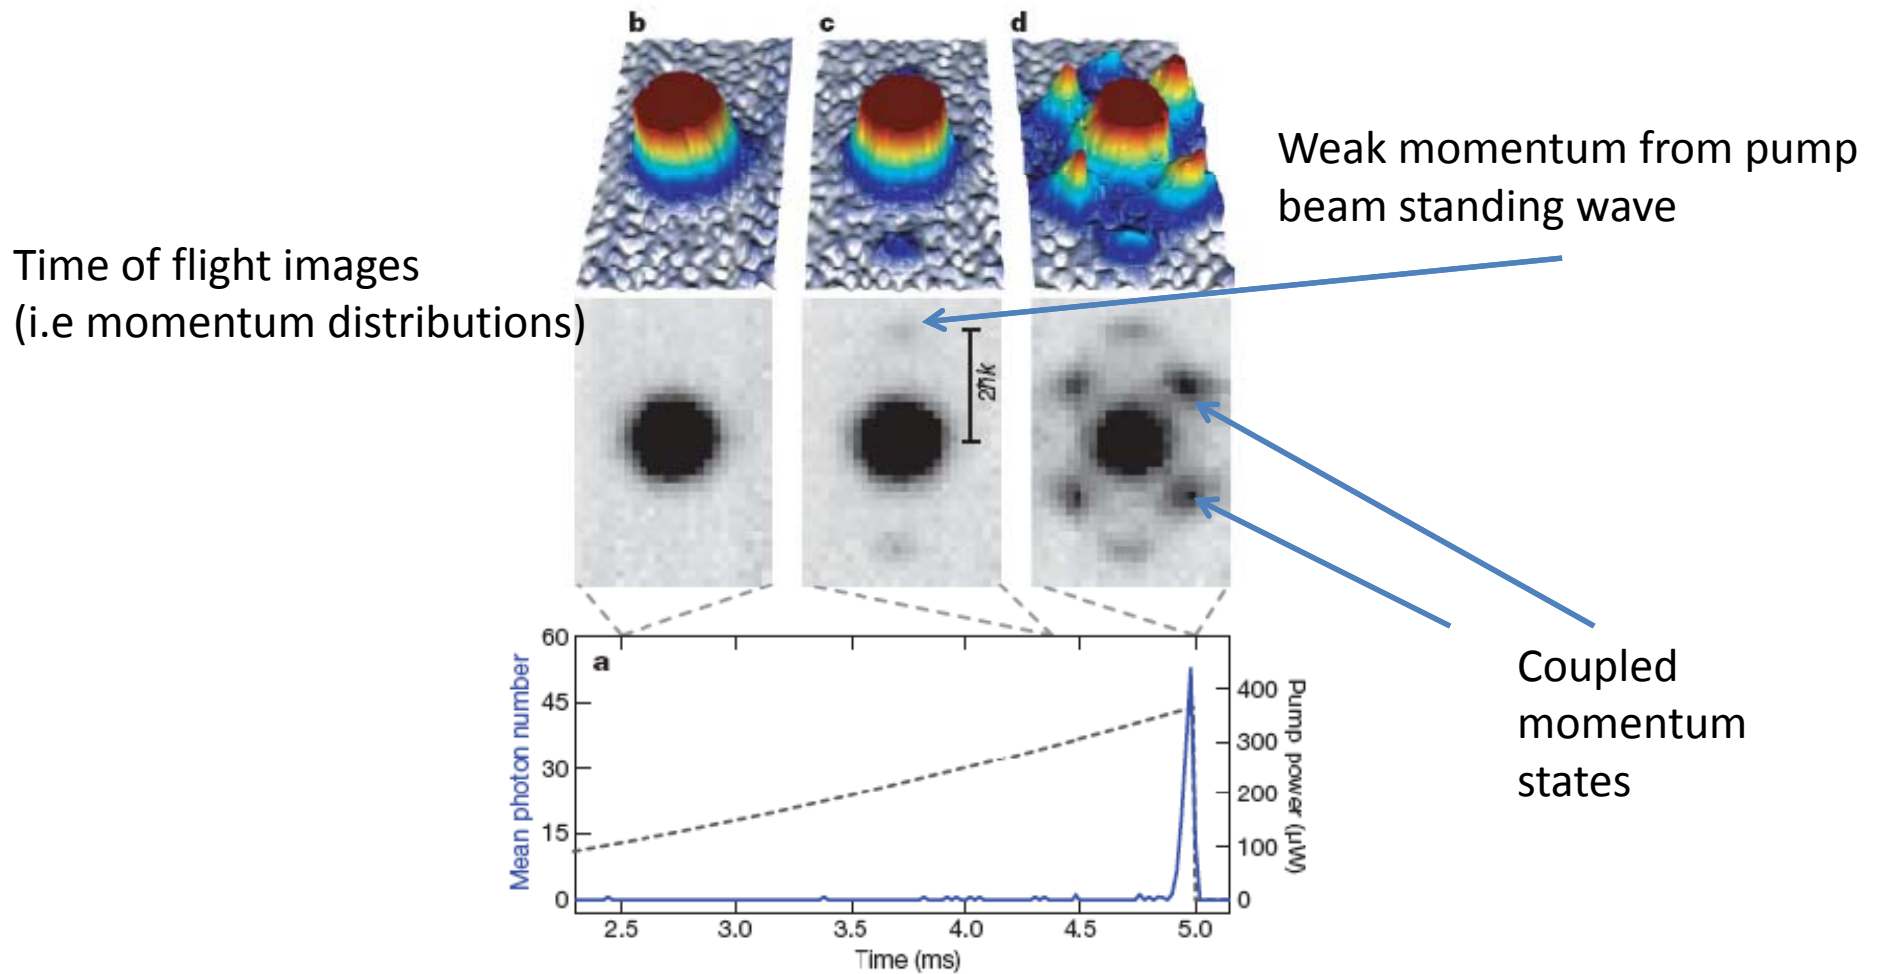 b
c
d
Weak momentum from pump
beam standing wave
Time of flight images
(i.e momentum distributions)
2ħk
Coupled
momentum
states
a
Mean photon number
60
45
30
15
0
400
300
200
100
0
Pump power (µW)
2.5 3.0 3.5 4.0 4.5 5.0
Time (ms)